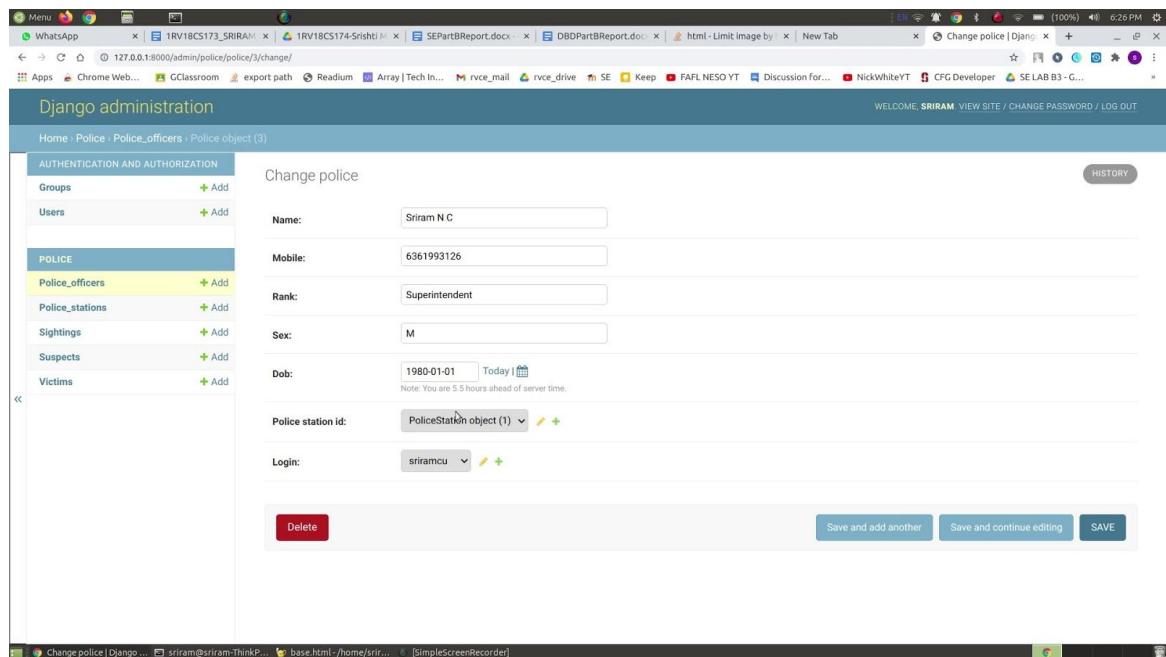 Menu EN (100%) 6:26 PM
WhatsApp 1RV18CS173_SRIRAM 1RV18CS174-Srishti M SEPartBReport.docx - DBDPartBReport.doc html - Limit image by New Tab Change police | Djang
127.0.0.1:8000/admin/police/police/3/change/
Apps Chrome Web... GClassroom export path Readium Array | Tech In... rvce_mail rvce_drive SE Keep FAFL NESO YT Discussion for... NickWhiteYT CFG Developer SE LAB B3 - G...
Django administration WELCOME, SRIRAM. VIEW SITE / CHANGE PASSWORD / LOG OUT
Home › Police › Police_officers › Police object (3)
AUTHENTICATION AND AUTHORIZATION
Groups + Add
Users + Add
POLICE
Police_officers + Add
Police_stations + Add
Sightings + Add
Suspects + Add
Victims + Add
«
Change police HISTORY
Name: Sriram N C
Mobile: 6361993126
Rank: Superintendent
Sex: M
Dob: 1980-01-01 Today |
Note: You are 5.5 hours ahead of server time.
Police station id: PoliceStation object (1)
Login: sriramcu
Delete Save and add another Save and continue editing SAVE
Change police | Django ... sriram@sriram-ThinkP... base.html - /home/srir... [SimpleScreenRecorder]